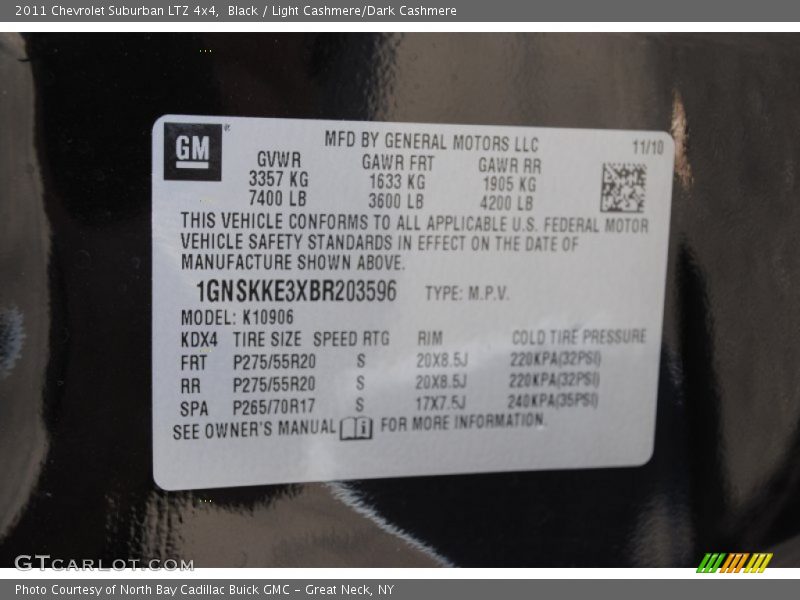 2011 Chevrolet Suburban LTZ 4x4, Black / Light Cashmere/Dark Cashmere
GM
MFD BY GENERAL MOTORS LLC 11/10
GVWR GAWR FRT GAWR RR
3357 KG 1633 KG 1905 KG
7400 LB 3600 LB 4200 LB
THIS VEHICLE CONFORMS TO ALL APPLICABLE U.S. FEDERAL MOTOR
VEHICLE SAFETY STANDARDS IN EFFECT ON THE DATE OF
MANUFACTURE SHOWN ABOVE.
1GNSKKE3XBR203596 TYPE: M.P.V.
MODEL: K10906
KDX4 TIRE SIZE SPEED RTG RIM COLD TIRE PRESSURE
FRT P275/55R20 S 20X8.5J 220KPA(32PSI)
RR P275/55R20 S 20X8.5J 220KPA(32PSI)
SPA P265/70R17 S 17X7.5J 240KPA(35PSI)
SEE OWNER'S MANUAL FOR MORE INFORMATION.
GTCARLOT.COM
Photo Courtesy of North Bay Cadillac Buick GMC - Great Neck, NY